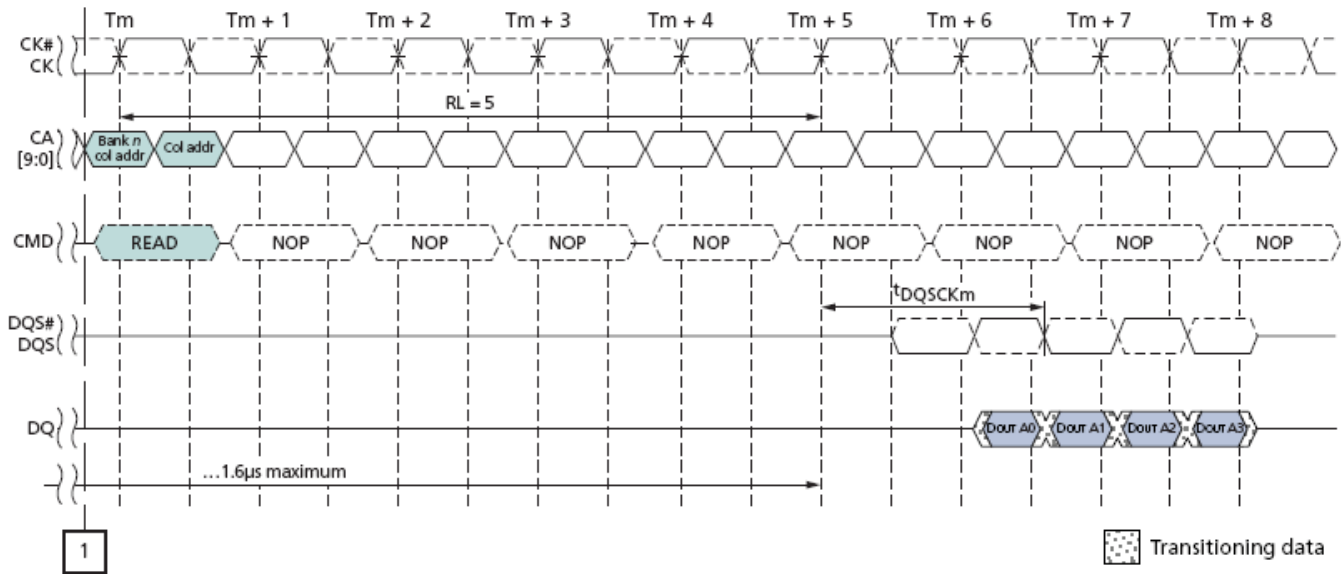 Tm Tm + 1 Tm + 2 Tm + 3 Tm + 4 Tm + 5 Tm + 6 Tm + 7 Tm + 8
CK#
CK
RL = 5
CA
[9:0]
Bank n
col addr
Col addr
CMD READ NOP NOP NOP NOP NOP NOP NOP NOP
tDQSCKm
DQS#
DQS
DQ DOUT A0 DOUT A1 DOUT A2 DOUT A3
...1.6µs maximum
1
Transitioning data